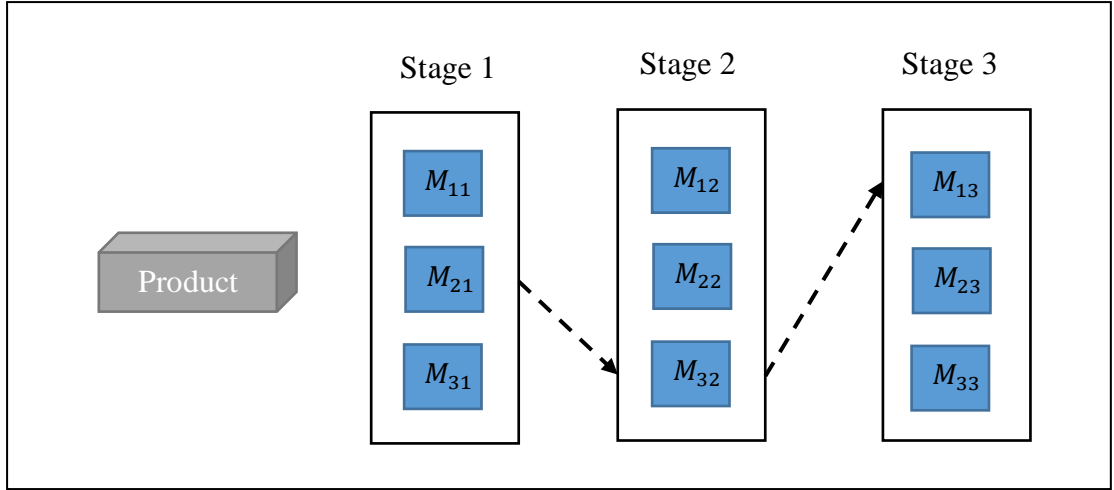 Stage 1
Stage 2
Stage 3
M₁₁
M₁₂
M₁₃
Product
M₂₁
M₂₂
M₂₃
M₃₁
M₃₂
M₃₃